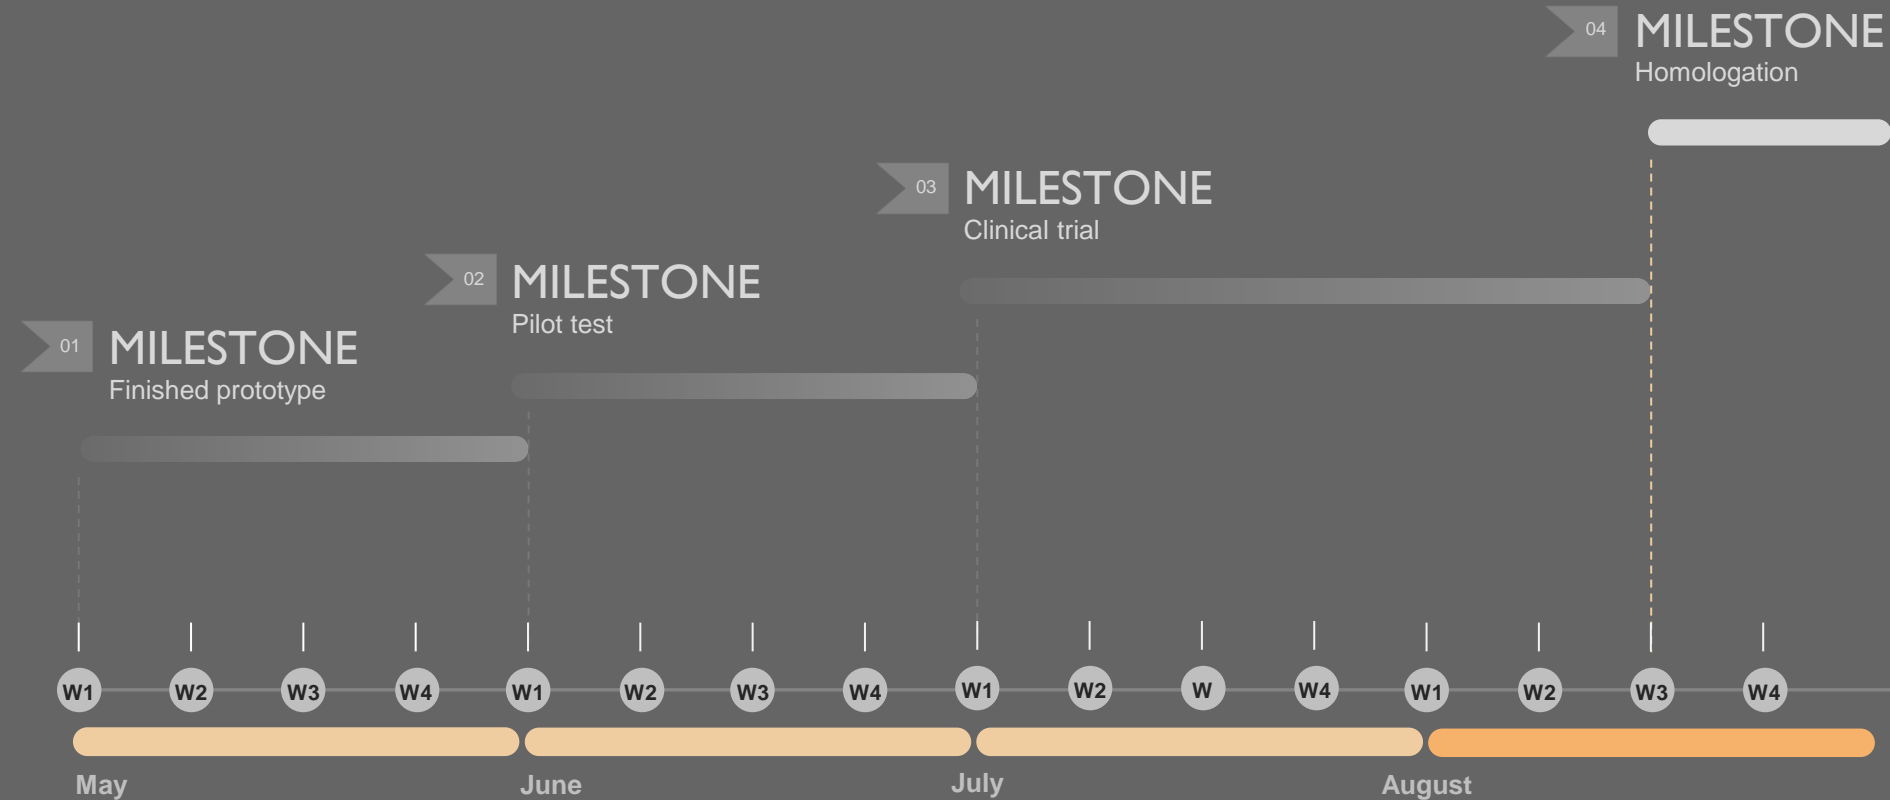 04
MILESTONE
Homologation
03
MILESTONE
Clinical trial
02
MILESTONE
Pilot test
01
MILESTONE
Finished prototype
W1 W2 W3 W4 W1 W2 W3 W4 W1 W2 W W4 W1 W2 W3 W4
May June July August